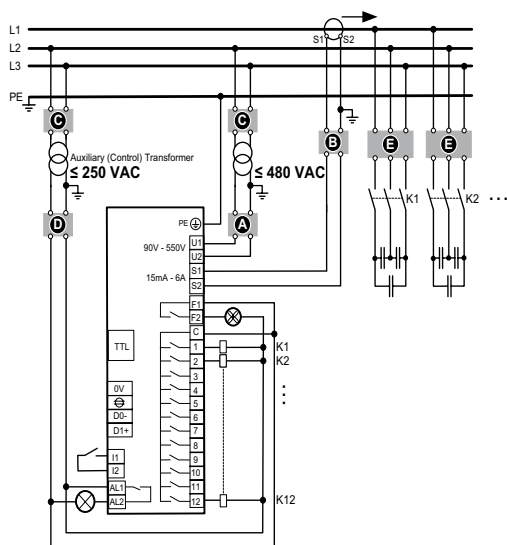 L1
S1 S2
L2
L3
PE
C
C
B
E
E
Auxiliary (Control) Transformer
≤ 250 VAC
≤ 480 VAC
K1
K2
...
D
A
PE
90V - 550V
U1
U2
15mA - 6A
S1
S2
F1
F2
C
TTL
1
K1
2
K2
3
0V
4
5
D0-
6
D1+
7
8
I1
9
I2
10
AL1
11
AL2
12
K12